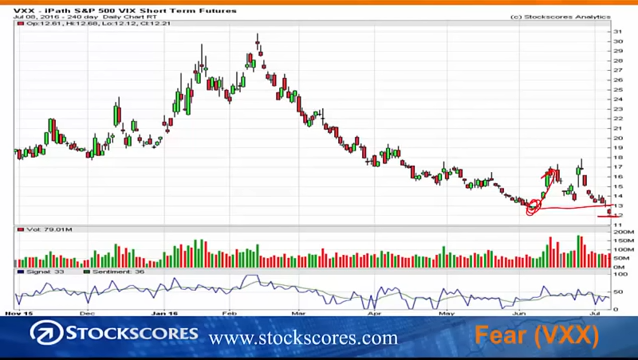 VXX - iPath S&P 500 VIX Short Term Futures
Jul 08, 2016 - 240 day Daily Chart RT
(c) Stockscores Analytics
Op:12.61, Hi:12.68, Lo:12.12, Cl:12.21
31
30
29
28
27
26
25
24
23
22
21
20
19
18
17
16
15
14
13
12
11
Vol: 79.01M
200M
150M
100M
50M
0M
Signal: 33
Sentiment: 36
100
50
0
Nov 15
Dec
Jan 16
Feb
Mar
Apr
May
Jun
Jul
STOCKSCORES
www.stockscores.com
Fear (VXX)